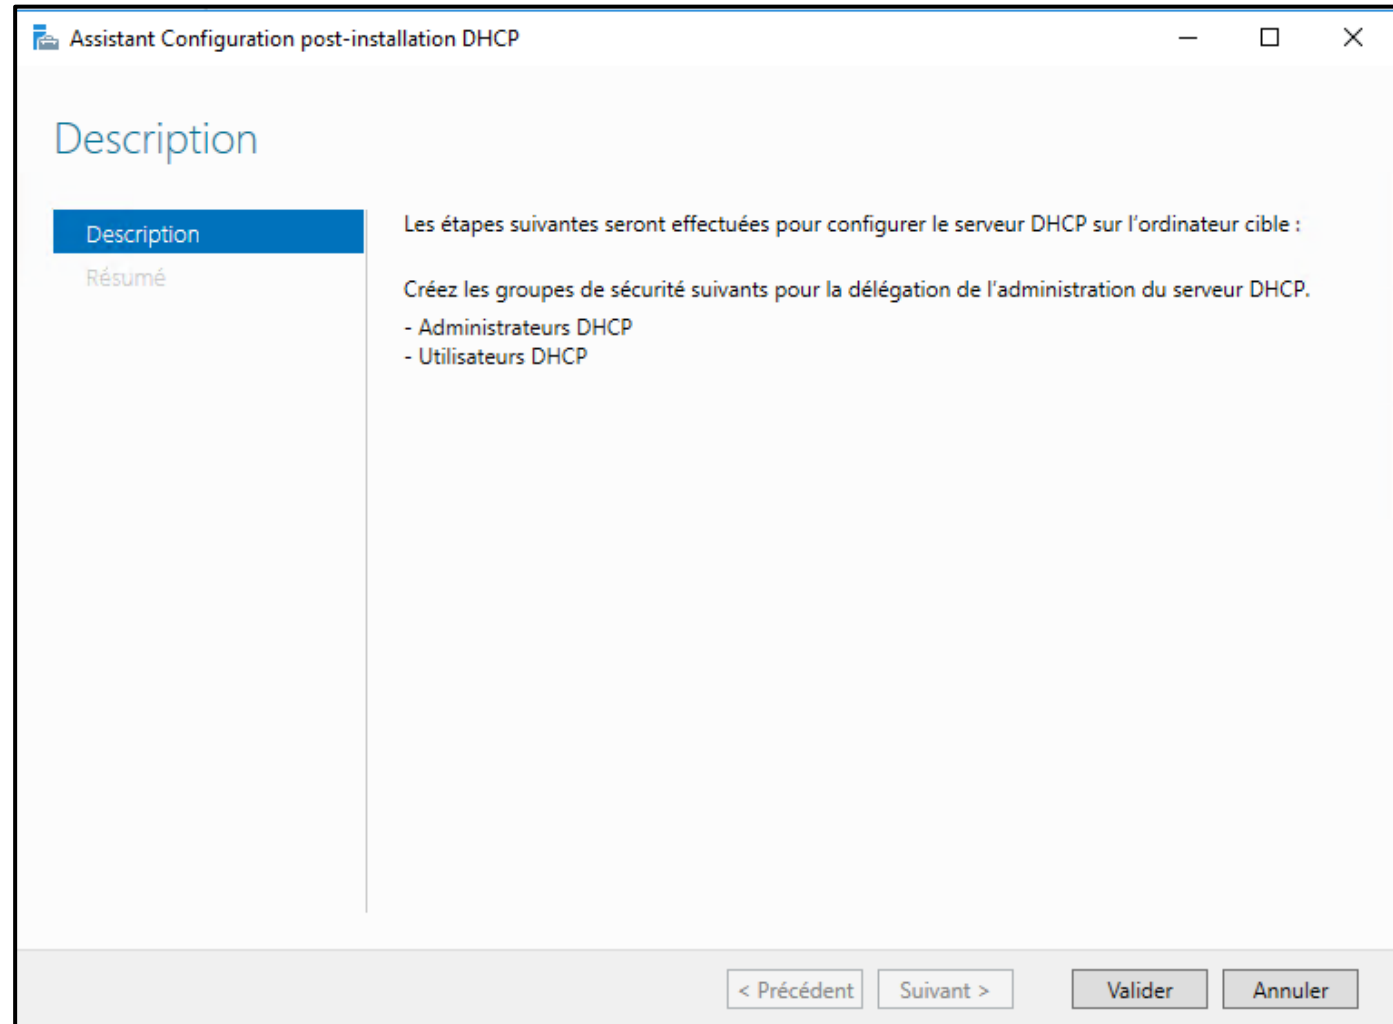 Assistant Configuration post-installation DHCP
Description
Description
Résumé
Les étapes suivantes seront effectuées pour configurer le serveur DHCP sur l’ordinateur cible :
Créez les groupes de sécurité suivants pour la délégation de l’administration du serveur DHCP.
- Administrateurs DHCP
- Utilisateurs DHCP
< Précédent
Suivant >
Valider
Annuler